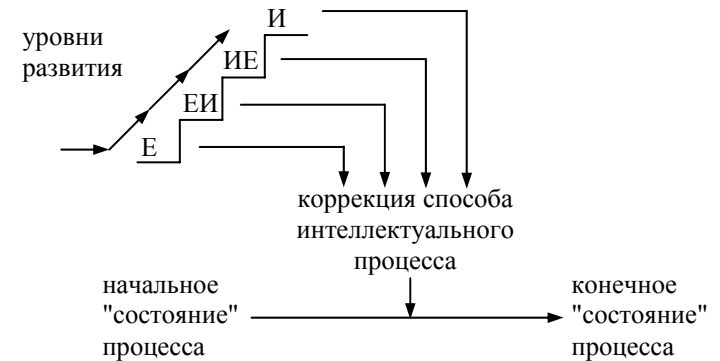 уровни
развития
И
ИЕ
ЕИ
Е
коррекция способа
интеллектуального
процесса
начальное
"состояние"
процесса
конечное
"состояние"
процесса